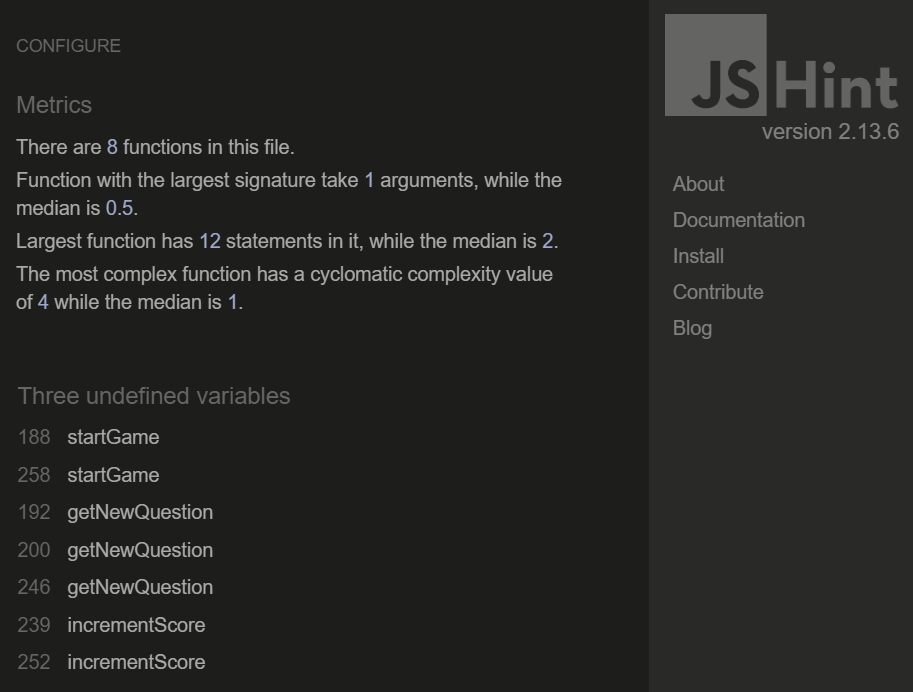 CONFIGURE
Metrics
There are 8 functions in this file.
Function with the largest signature take 1 arguments, while the
median is 0.5.
Largest function has 12 statements in it, while the median is 2.
The most complex function has a cyclomatic complexity value
of 4 while the median is 1.
Three undefined variables
188 startGame
258 startGame
192 getNewQuestion
200 getNewQuestion
246 getNewQuestion
239 incrementScore
252 incrementScore
JSHint
version 2.13.6
About
Documentation
Install
Contribute
Blog